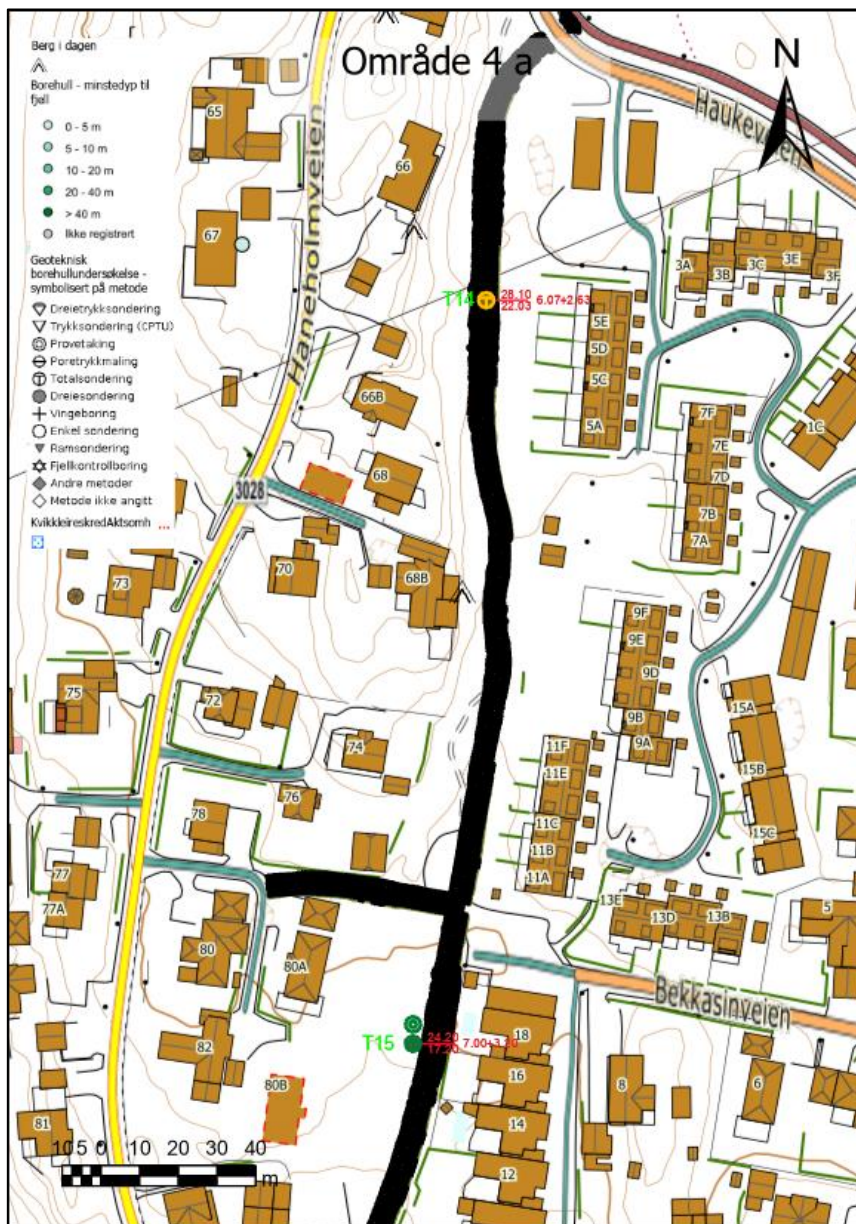 Område 4 a
N
Berg i dagen
Borehull - minstedyp til
fjell
0 - 5 m
5 - 10 m
10 - 20 m
20 - 40 m
> 40 m
Ikke registrert
Geoteknisk
borehullundersøkelse -
symbolisert på metode
Dreietrykksondering
Trykksondering (CPTU)
Prøvetaking
Poretrykkmåling
Totalsondering
Dreiesondering
Vingeboring
Enkel sondering
Ramsondering
Fjellkontrollboring
Andre metoder
Metode ikke angitt
KvikkleireskredAktsomh ...
Haukeveien
Haneholmveien
65
66
67
3A
3B
3C
3E
3F
T14
28.10
22.03
6.07+2.63
5E
5D
5C
5A
66B
1C
7F
7E
7D
7B
7A
68
3028
70
68B
73
9F
9E
9D
9B
9A
75
72
74
15A
15B
15C
11F
11E
11C
11B
11A
76
78
77
77A
13E
13D
13B
5
80
80A
Bekkasinveien
T15
24.20
7.00+3.
82
18
16
80B
8
6
14
81
12
10 5 0 10 20 30 40
m